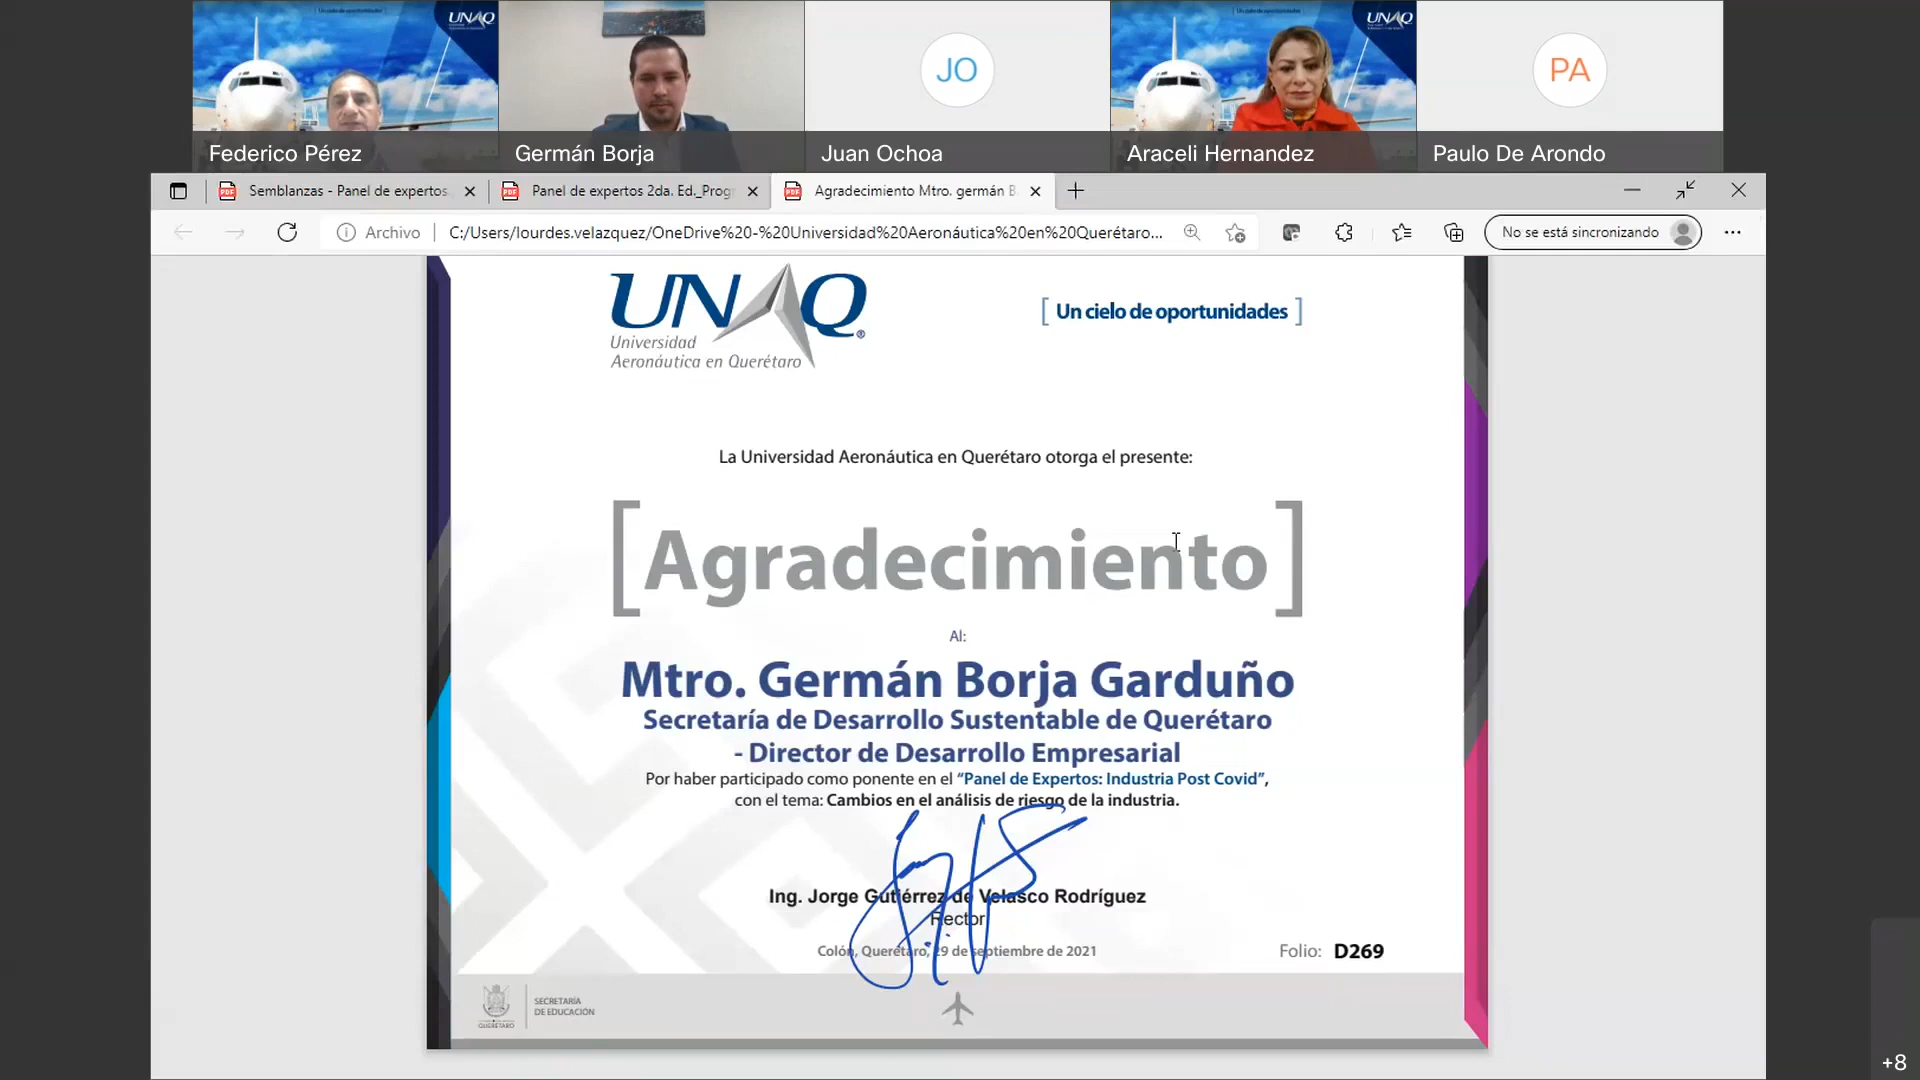 UNAQ
UNAQ
JO
PA
Federico Pérez
Germán Borja
Juan Ochoa
Araceli Hernandez
Paulo De Arondo
Semblanzas - Panel de expertos
Panel de expertos 2da. Ed._Progr
Agradecimiento Mtro. germán B
Archivo
C:/Users/lourdes.velazquez/OneDrive%20-%20Universidad%20Aeronáutica%20en%20Querétaro...
No se está sincronizando
UNAQ®
Universidad
Aeronáutica en Querétaro
[ Un cielo de oportunidades ]
La Universidad Aeronáutica en Querétaro otorga el presente:
[Agradecimiento]
Al:
Mtro. Germán Borja Garduño
Secretaría de Desarrollo Sustentable de Querétaro
- Director de Desarrollo Empresarial
Por haber participado como ponente en el “Panel de Expertos: Industria Post Covid”,
con el tema: Cambios en el análisis de riesgo de la industria.
Ing. Jorge Gutiérrez de Velasco Rodríguez
Rector
Colón, Querétaro, 29 de septiembre de 2021
Folio: D269
QUERÉTARO
SECRETARÍA
DE EDUCACIÓN
+8